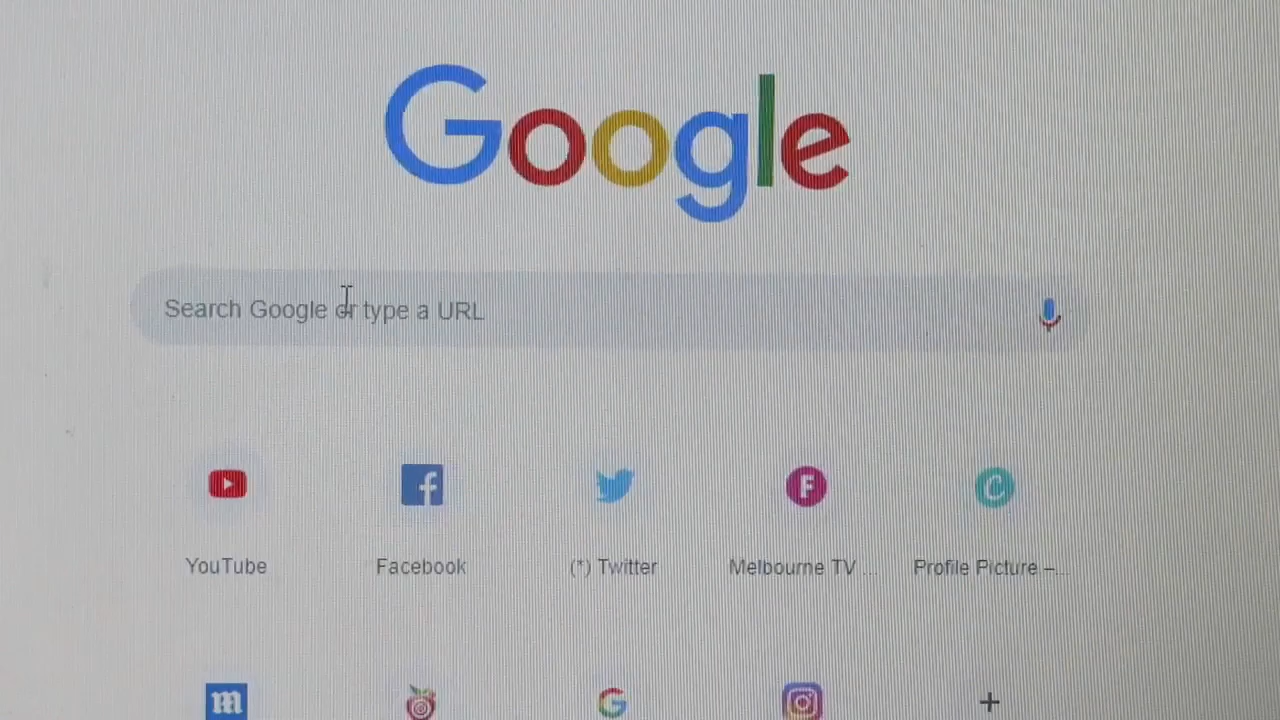 Google
Search Google or type a URL
YouTube
Facebook
(*) Twitter
Melbourne TV ...
Profile Picture –...